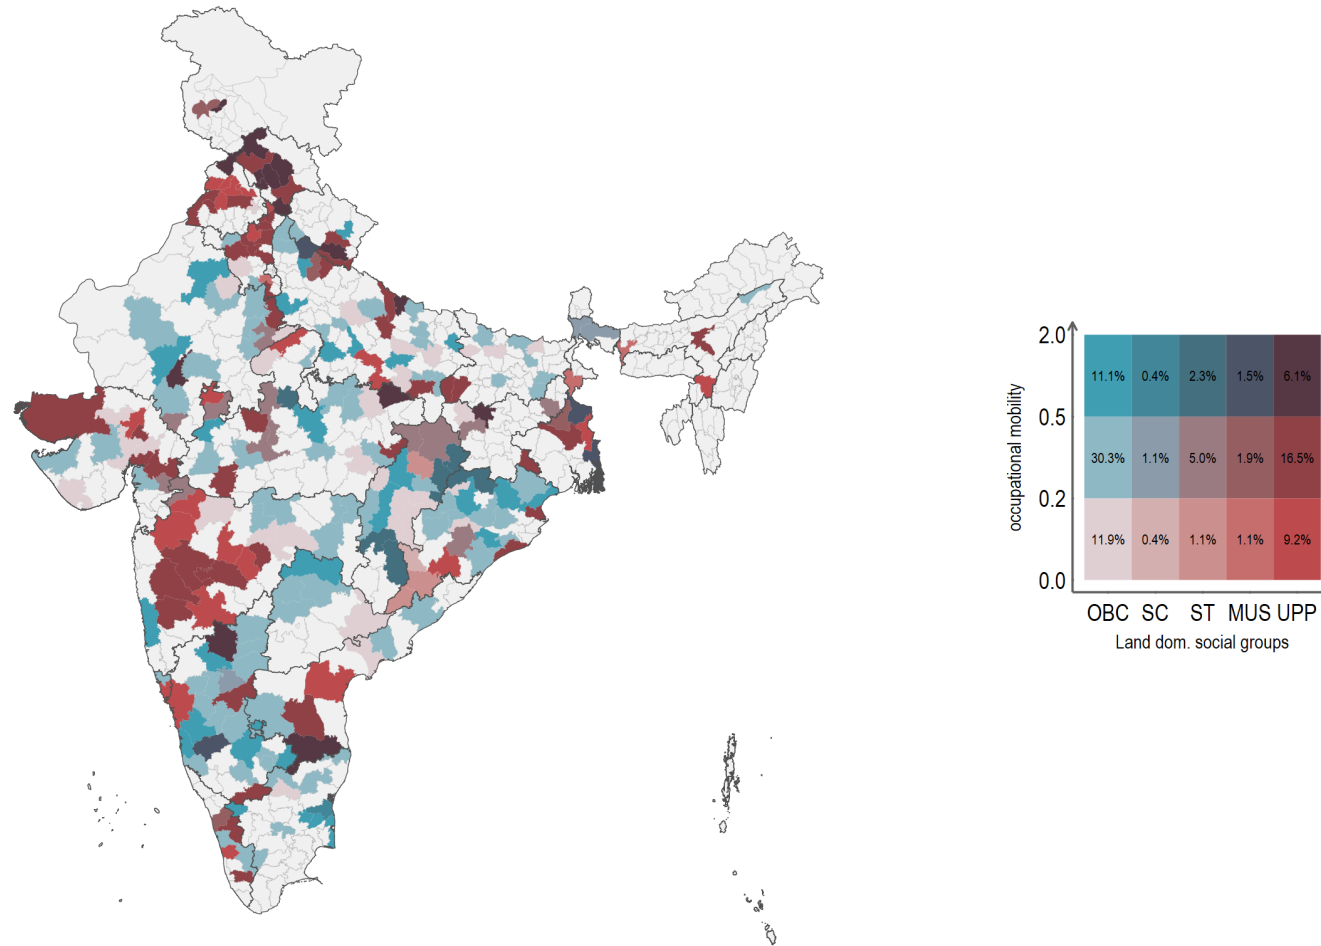 2.0
11.1% 0.4% 2.3% 1.5% 6.1%
0.5
30.3% 1.1% 5.0% 1.9% 16.5%
0.2
11.9% 0.4% 1.1% 1.1% 9.2%
0.0
occupational mobility
OBC SC ST MUS UPP
Land dom. social groups